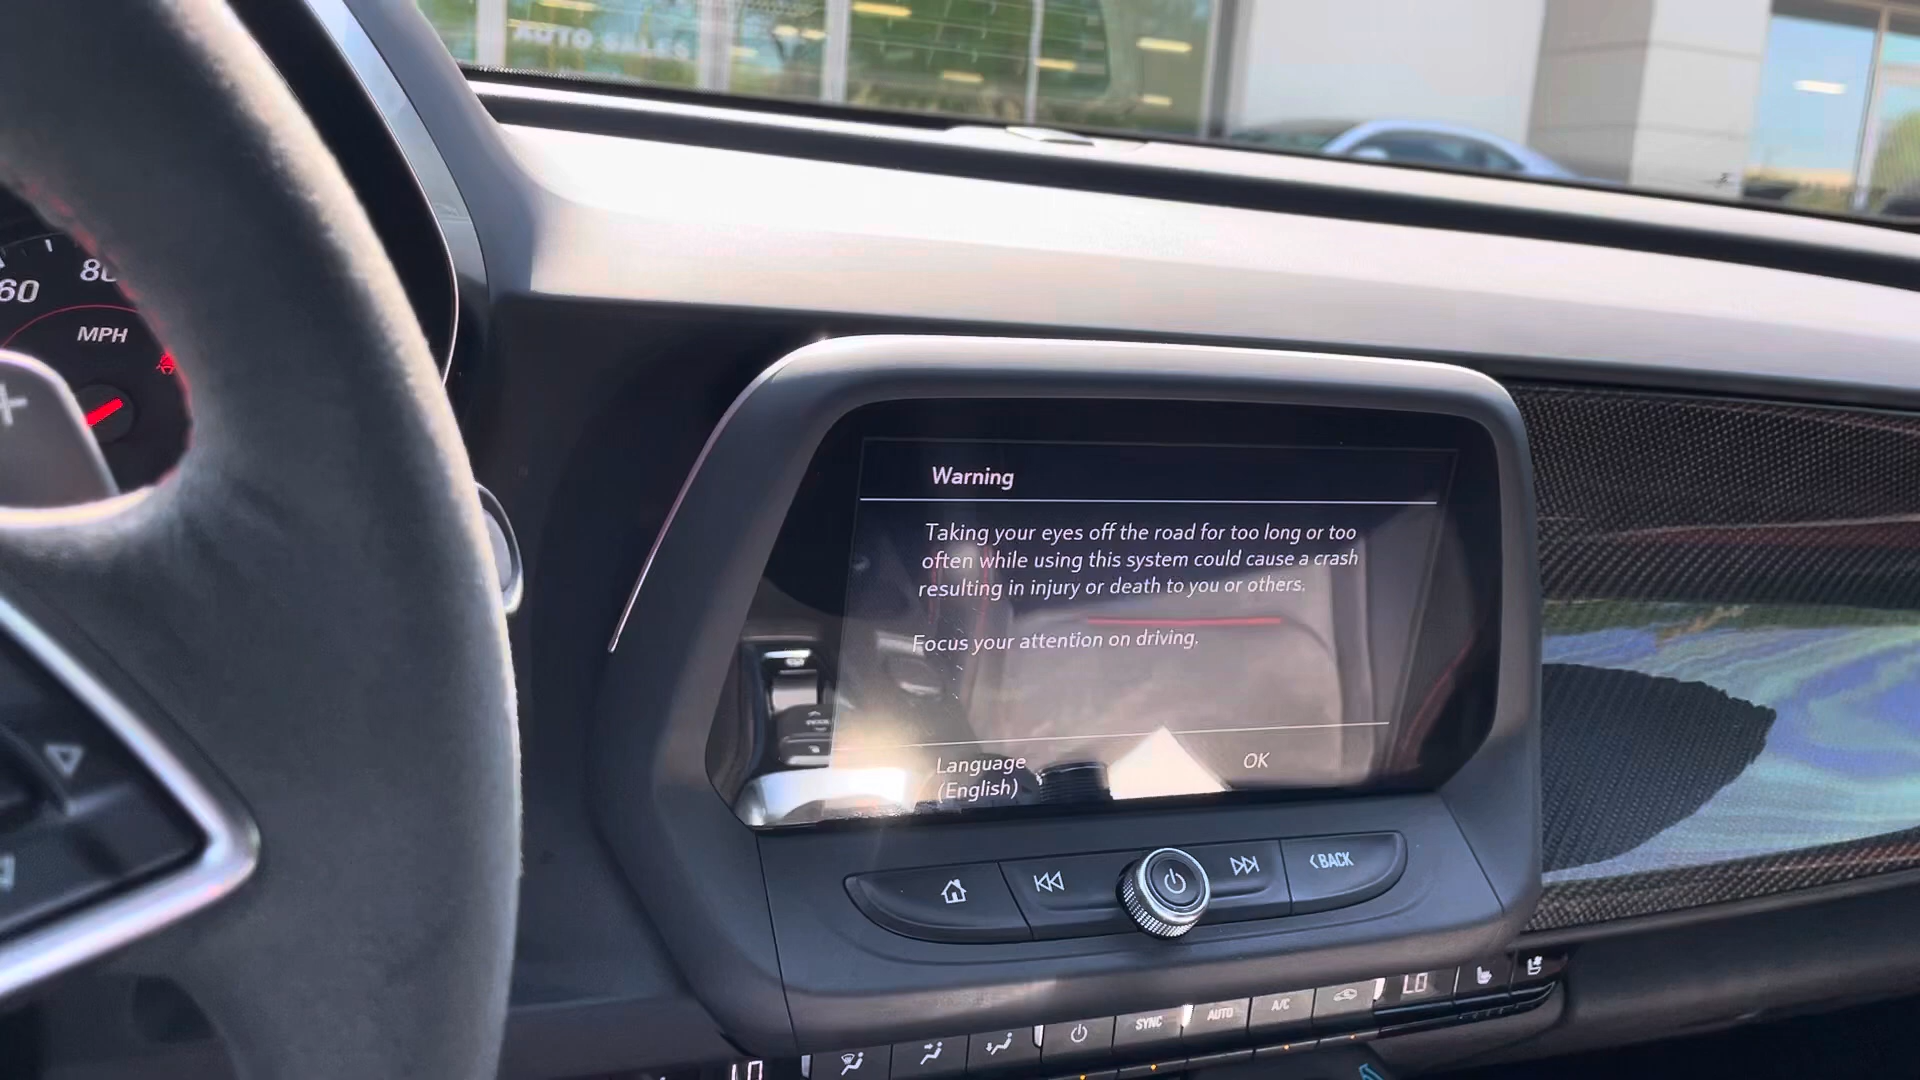 AUTO SALES
60
80
MPH
+
Warning
Taking your eyes off the road for too long or too
often while using this system could cause a crash
resulting in injury or death to you or others.
Focus your attention on driving.
Language
(English)
OK
BACK
LO
SYNC
AUTO
A/C
LO